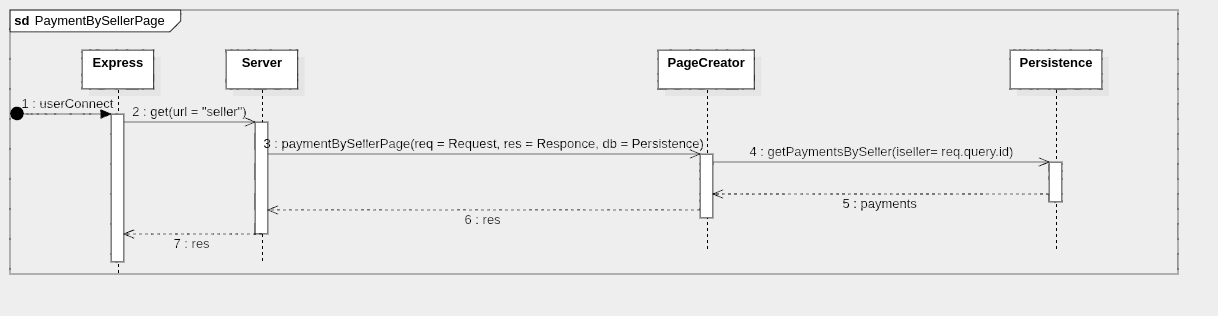 sd PaymentBySellerPage
Express
Server
PageCreator
Persistence
1 : userConnect
2 : get(url = "seller")
3 : paymentBySellerPage(req = Request, res = Responce, db = Persistence)
4 : getPaymentsBySeller(iseller= req.query.id)
5 : payments
6 : res
7 : res